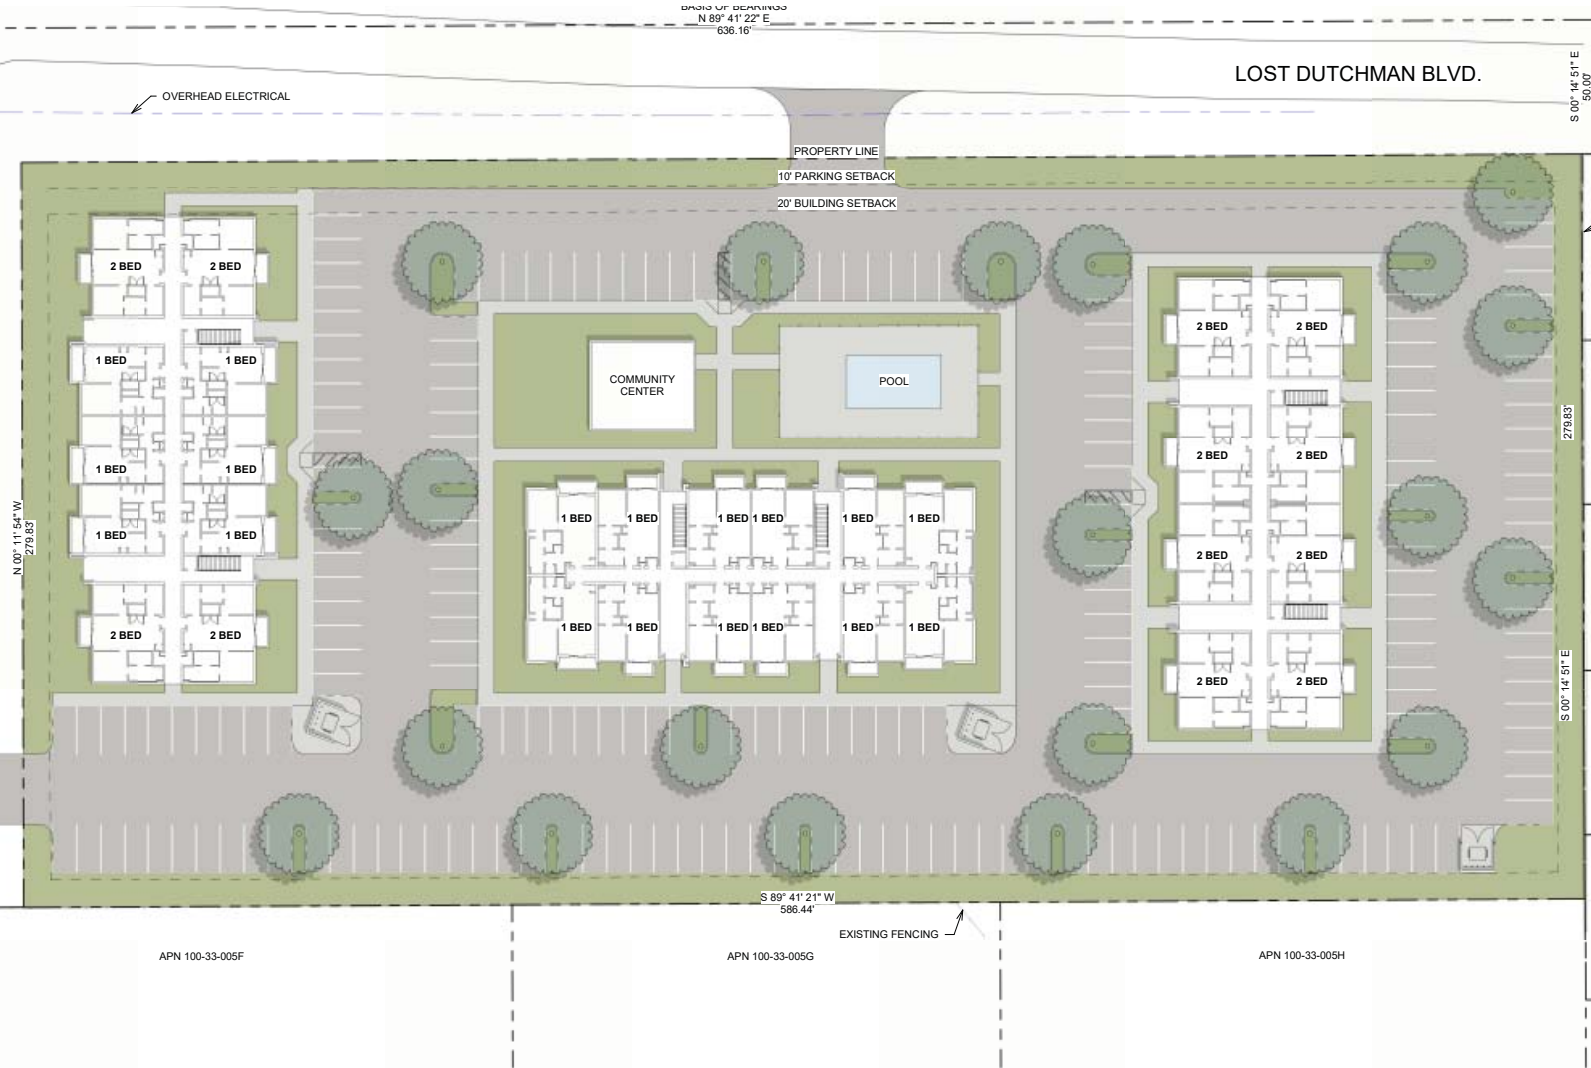 BASIS OF BEARINGS
N 89° 41' 22" E
636.16'
LOST DUTCHMAN BLVD.
S 00° 14' 51" E
50.00'
OVERHEAD ELECTRICAL
PROPERTY LINE
10' PARKING SETBACK
20' BUILDING SETBACK
2 BED
2 BED
1 BED
1 BED
1 BED
1 BED
1 BED
1 BED
2 BED
2 BED
N 00° 11' 54" W
279.83'
COMMUNITY
CENTER
POOL
1 BED
1 BED
1 BED
1 BED
1 BED
1 BED
1 BED
1 BED
1 BED
1 BED
1 BED
1 BED
2 BED
2 BED
2 BED
2 BED
2 BED
2 BED
2 BED
2 BED
279.83'
S 00° 14' 51" E
S 89° 41' 21" W
586.44'
EXISTING FENCING
APN 100-33-005F
APN 100-33-005G
APN 100-33-005H